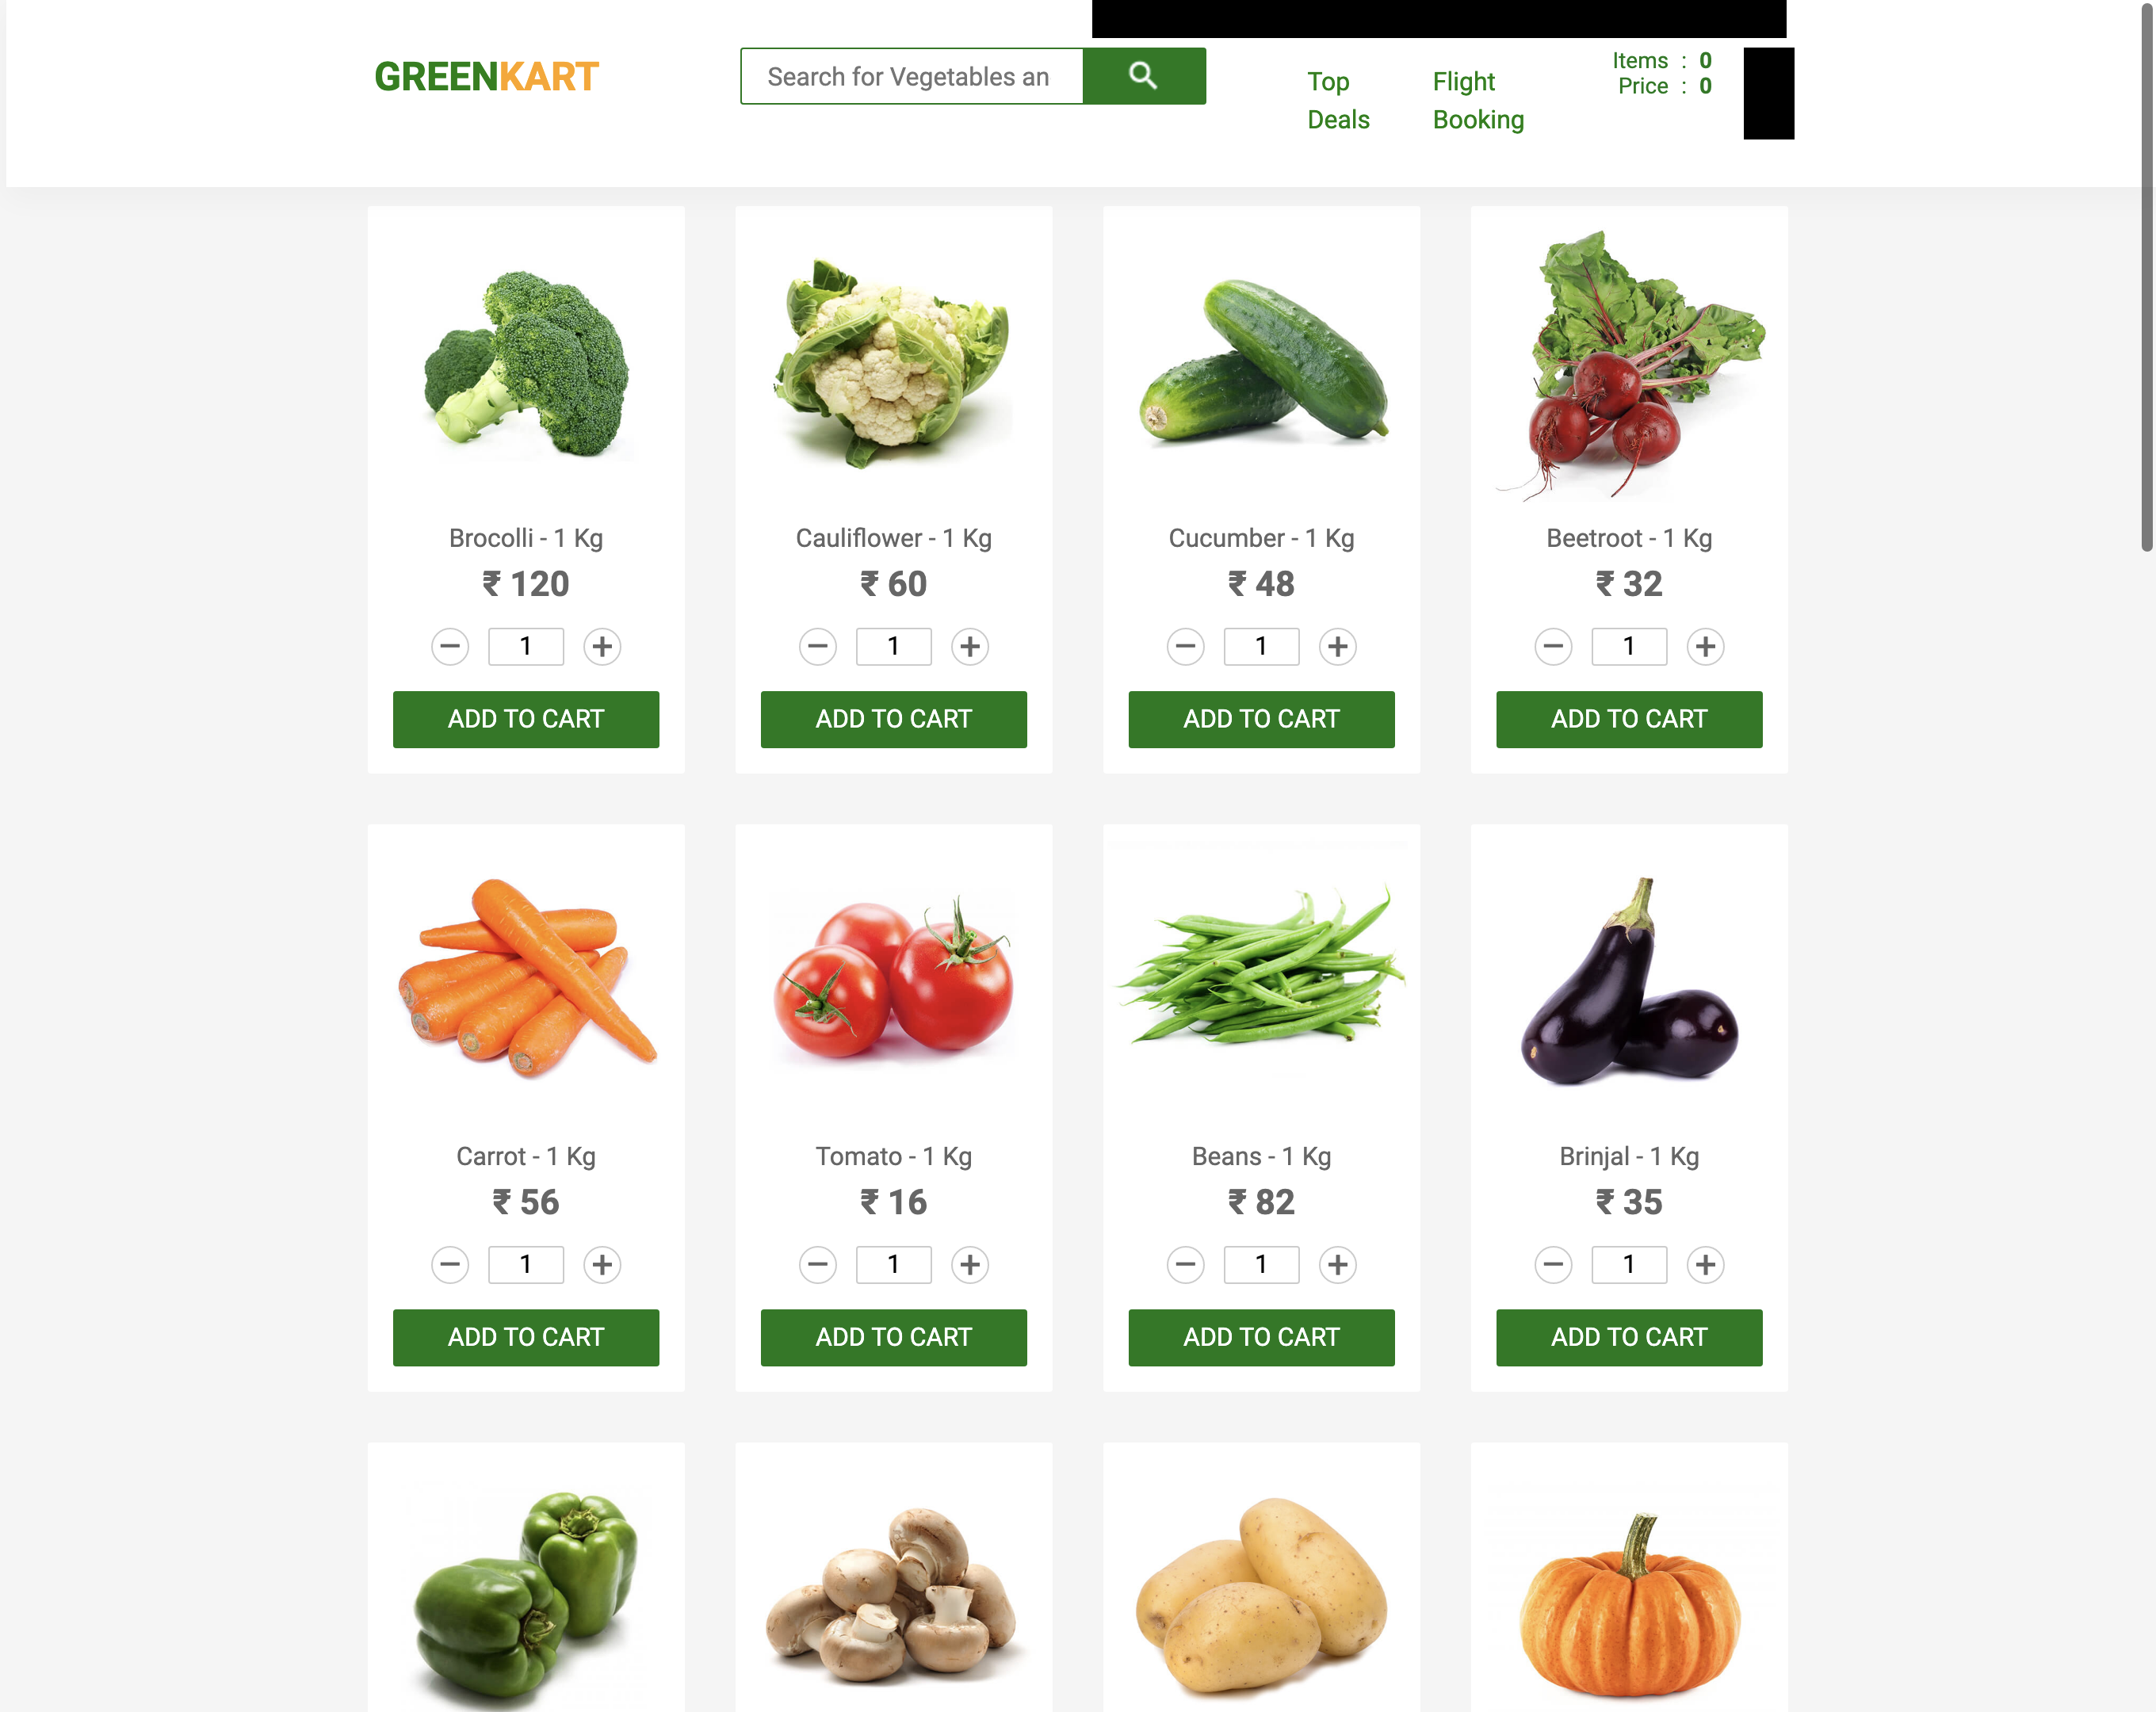 GREENKART
Search for Vegetables an
Top Deals
Flight Booking
Items : 0
Price : 0
Brocolli - 1 Kg
₹ 120
− 1 +
ADD TO CART
Cauliflower - 1 Kg
₹ 60
− 1 +
ADD TO CART
Cucumber - 1 Kg
₹ 48
− 1 +
ADD TO CART
Beetroot - 1 Kg
₹ 32
− 1 +
ADD TO CART
Carrot - 1 Kg
₹ 56
− 1 +
ADD TO CART
Tomato - 1 Kg
₹ 16
− 1 +
ADD TO CART
Beans - 1 Kg
₹ 82
− 1 +
ADD TO CART
Brinjal - 1 Kg
₹ 35
− 1 +
ADD TO CART